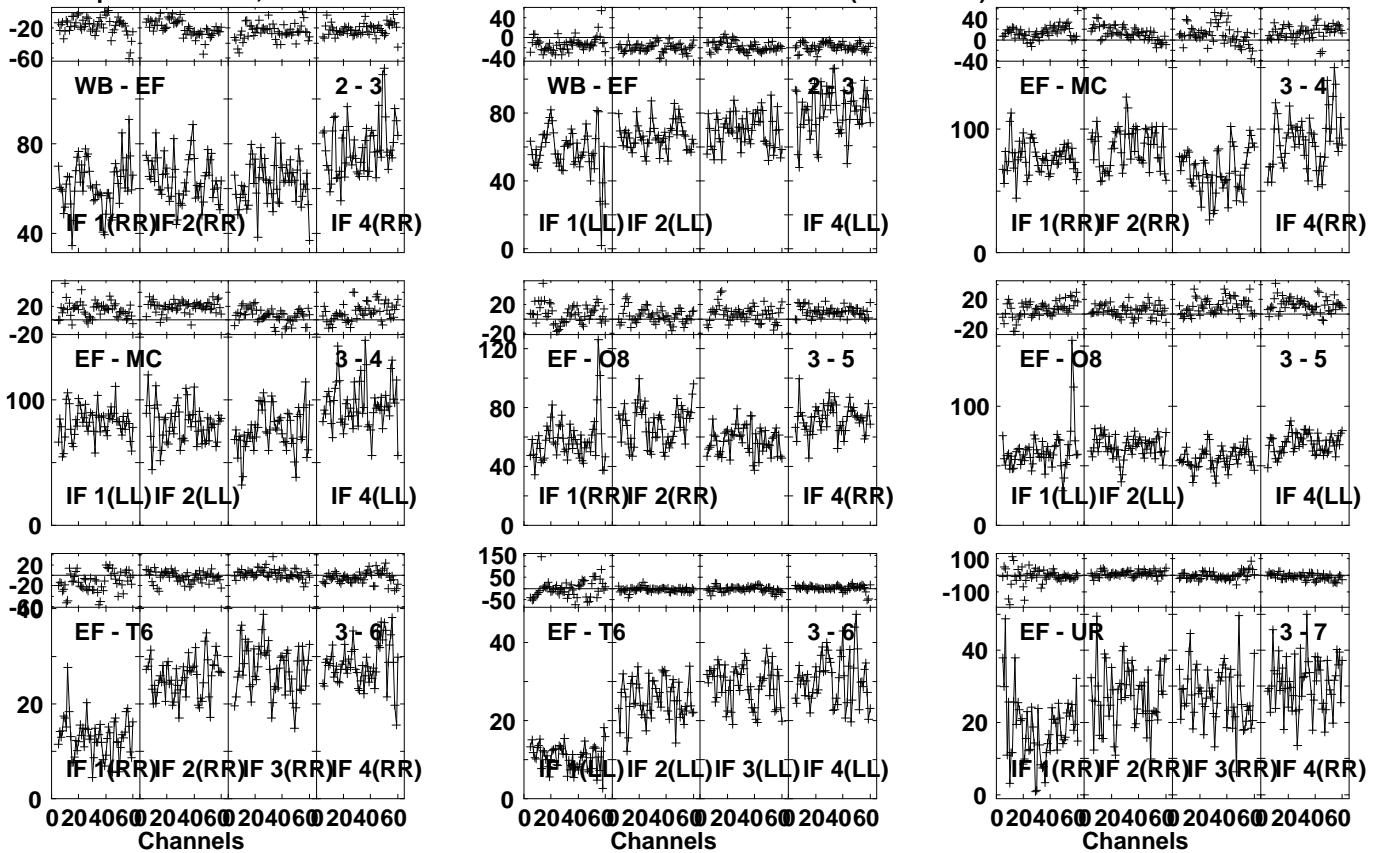 -20
-60
WB - EF 2 - 3
80
40
IF 1(RR) IF 2(RR) IF 4(RR)
40
0
-40
WB - EF 2 - 3
80
40
0
IF 1(LL) IF 2(LL) IF 4(LL)
40
0
-40
EF - MC 3 - 4
100
0
IF 1(RR) IF 2(RR) IF 4(RR)
20
-20
EF - MC 3 - 4
100
0
IF 1(LL) IF 2(LL) IF 4(LL)
20
-20
120
EF - O8 3 - 5
80
40
0
IF 1(RR) IF 2(RR) IF 4(RR)
20
-20
EF - O8 3 - 5
100
0
IF 1(LL) IF 2(LL) IF 4(LL)
20
-20
-60
40
EF - T6 3 - 6
20
0
IF 1(RR) IF 2(RR) IF 3(RR) IF 4(RR)
0 20 40 60 0 20 40 60 0 20 40 60 0 20 40 60
Channels
150
50
-50
EF - T6 3 - 6
40
20
0
IF 1(LL) IF 2(LL) IF 3(LL) IF 4(LL)
0 20 40 60 0 20 40 60 0 20 40 60 0 20 40 60
Channels
100
-100
EF - UR 3 - 7
40
20
0
IF 1(RR) IF 2(RR) IF 3(RR) IF 4(RR)
0 20 40 60 0 20 40 60 0 20 40 60 0 20 40 60
Channels